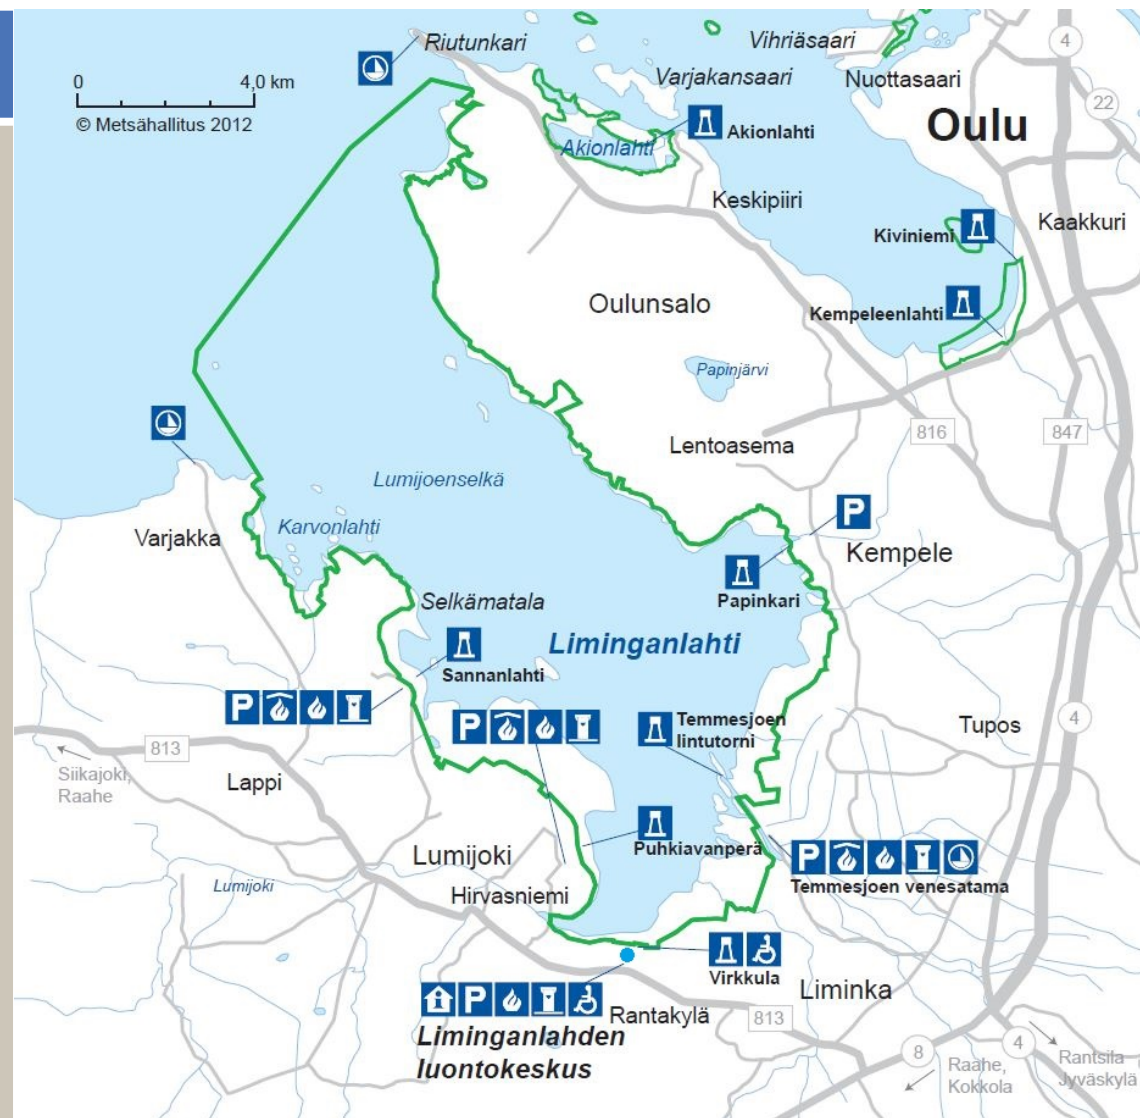 Riutunkari
Vihriäsaari
4
0 4,0 km
© Metsähallitus 2012
Varjakansaari
Nuottasaari
22
Oulu
Akionlahti
Akionlahti
Keskipiiri
Kaakkuri
Kiviniemi
Oulunsalo
Kempeleenlahti
Papinjärvi
816
847
Lentoasema
Lumijoenselkä
P
Karvonlahti
Varjakka
Kempele
Papinkari
Selkämatala
Liminganlahti
Sannanlahti
P
P
Temmesjoen
lintutorni
Tupos
4
813
Siikajoki,
Raahe
Lappi
Lumijoki
Puhkiavanperä
P
Temmesjoen venesatama
Lumijoki
Hirvasniemi
Virkkula
Liminka
P
Rantakylä
813
Liminganlahden
luontokeskus
8
4
Raahe,
Kokkola
Rantsila
Jyväskylä